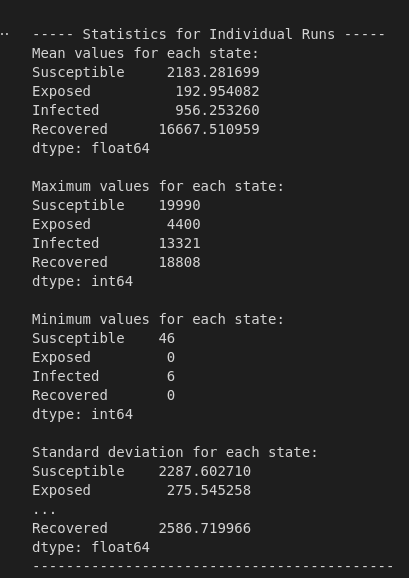 ..
----- Statistics for Individual Runs -----
Mean values for each state:
Susceptible     2183.281699
Exposed          192.954082
Infected         956.253260
Recovered      16667.510959
dtype: float64

Maximum values for each state:
Susceptible    19990
Exposed         4400
Infected       13321
Recovered      18808
dtype: int64

Minimum values for each state:
Susceptible    46
Exposed         0
Infected        6
Recovered       0
dtype: int64

Standard deviation for each state:
Susceptible    2287.602710
Exposed         275.545258
...
Recovered      2586.719966
dtype: float64
-------------------------------------------